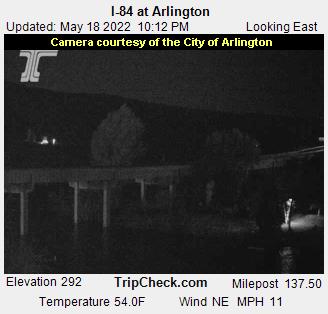 I-84 at Arlington
Updated: May 18 2022 10:12 PM Looking East
Camera courtesy of the City of Arlington
Elevation 292 TripCheck.com Milepost 137.50
Temperature 54.0F Wind NE MPH 11